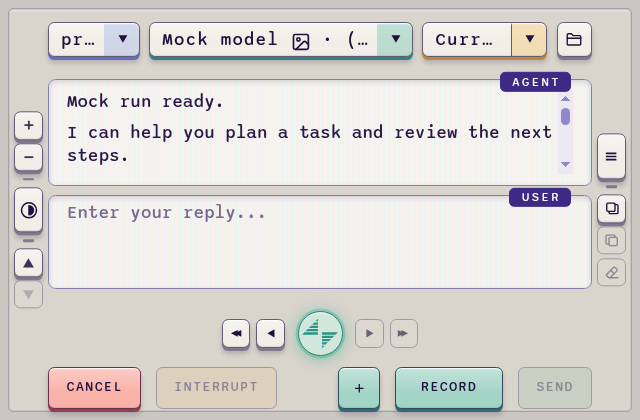 pr…
Mock model · (…
Curr…
AGENT
Mock run ready.
I can help you plan a task and review the next
steps.
USER
Enter your reply...
CANCEL
INTERRUPT
+
RECORD
SEND